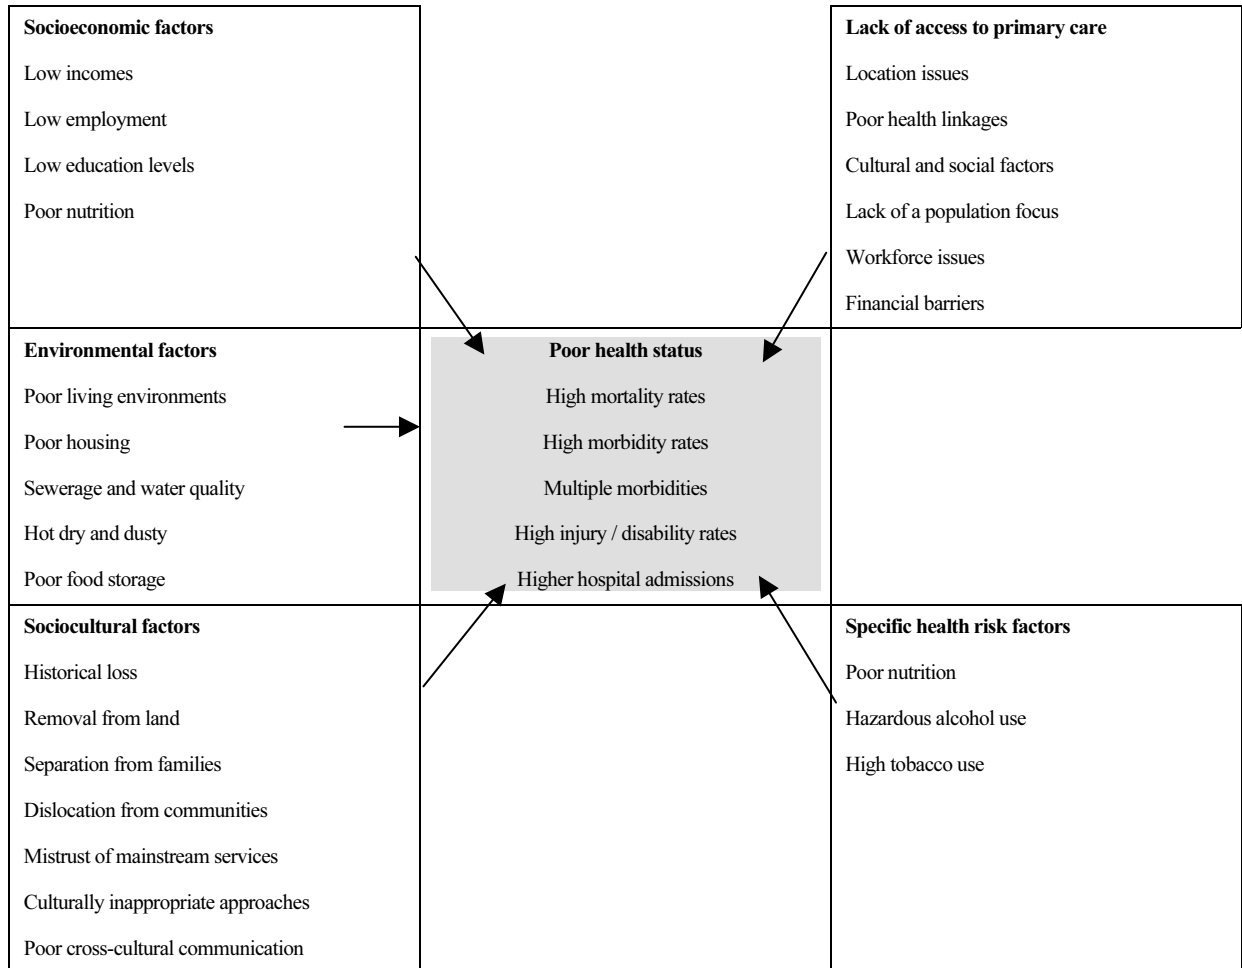 Socioeconomic factors
Low incomes
Low employment
Low education levels
Poor nutrition
Lack of access to primary care
Location issues
Poor health linkages
Cultural and social factors
Lack of a population focus
Workforce issues
Financial barriers
Environmental factors
Poor living environments
Poor housing
Sewerage and water quality
Hot dry and dusty
Poor food storage
Poor health status
High mortality rates
High morbidity rates
Multiple morbidities
High injury / disability rates
Higher hospital admissions
Sociocultural factors
Historical loss
Removal from land
Separation from families
Dislocation from communities
Mistrust of mainstream services
Culturally inappropriate approaches
Poor cross-cultural communication
Specific health risk factors
Poor nutrition
Hazardous alcohol use
High tobacco use